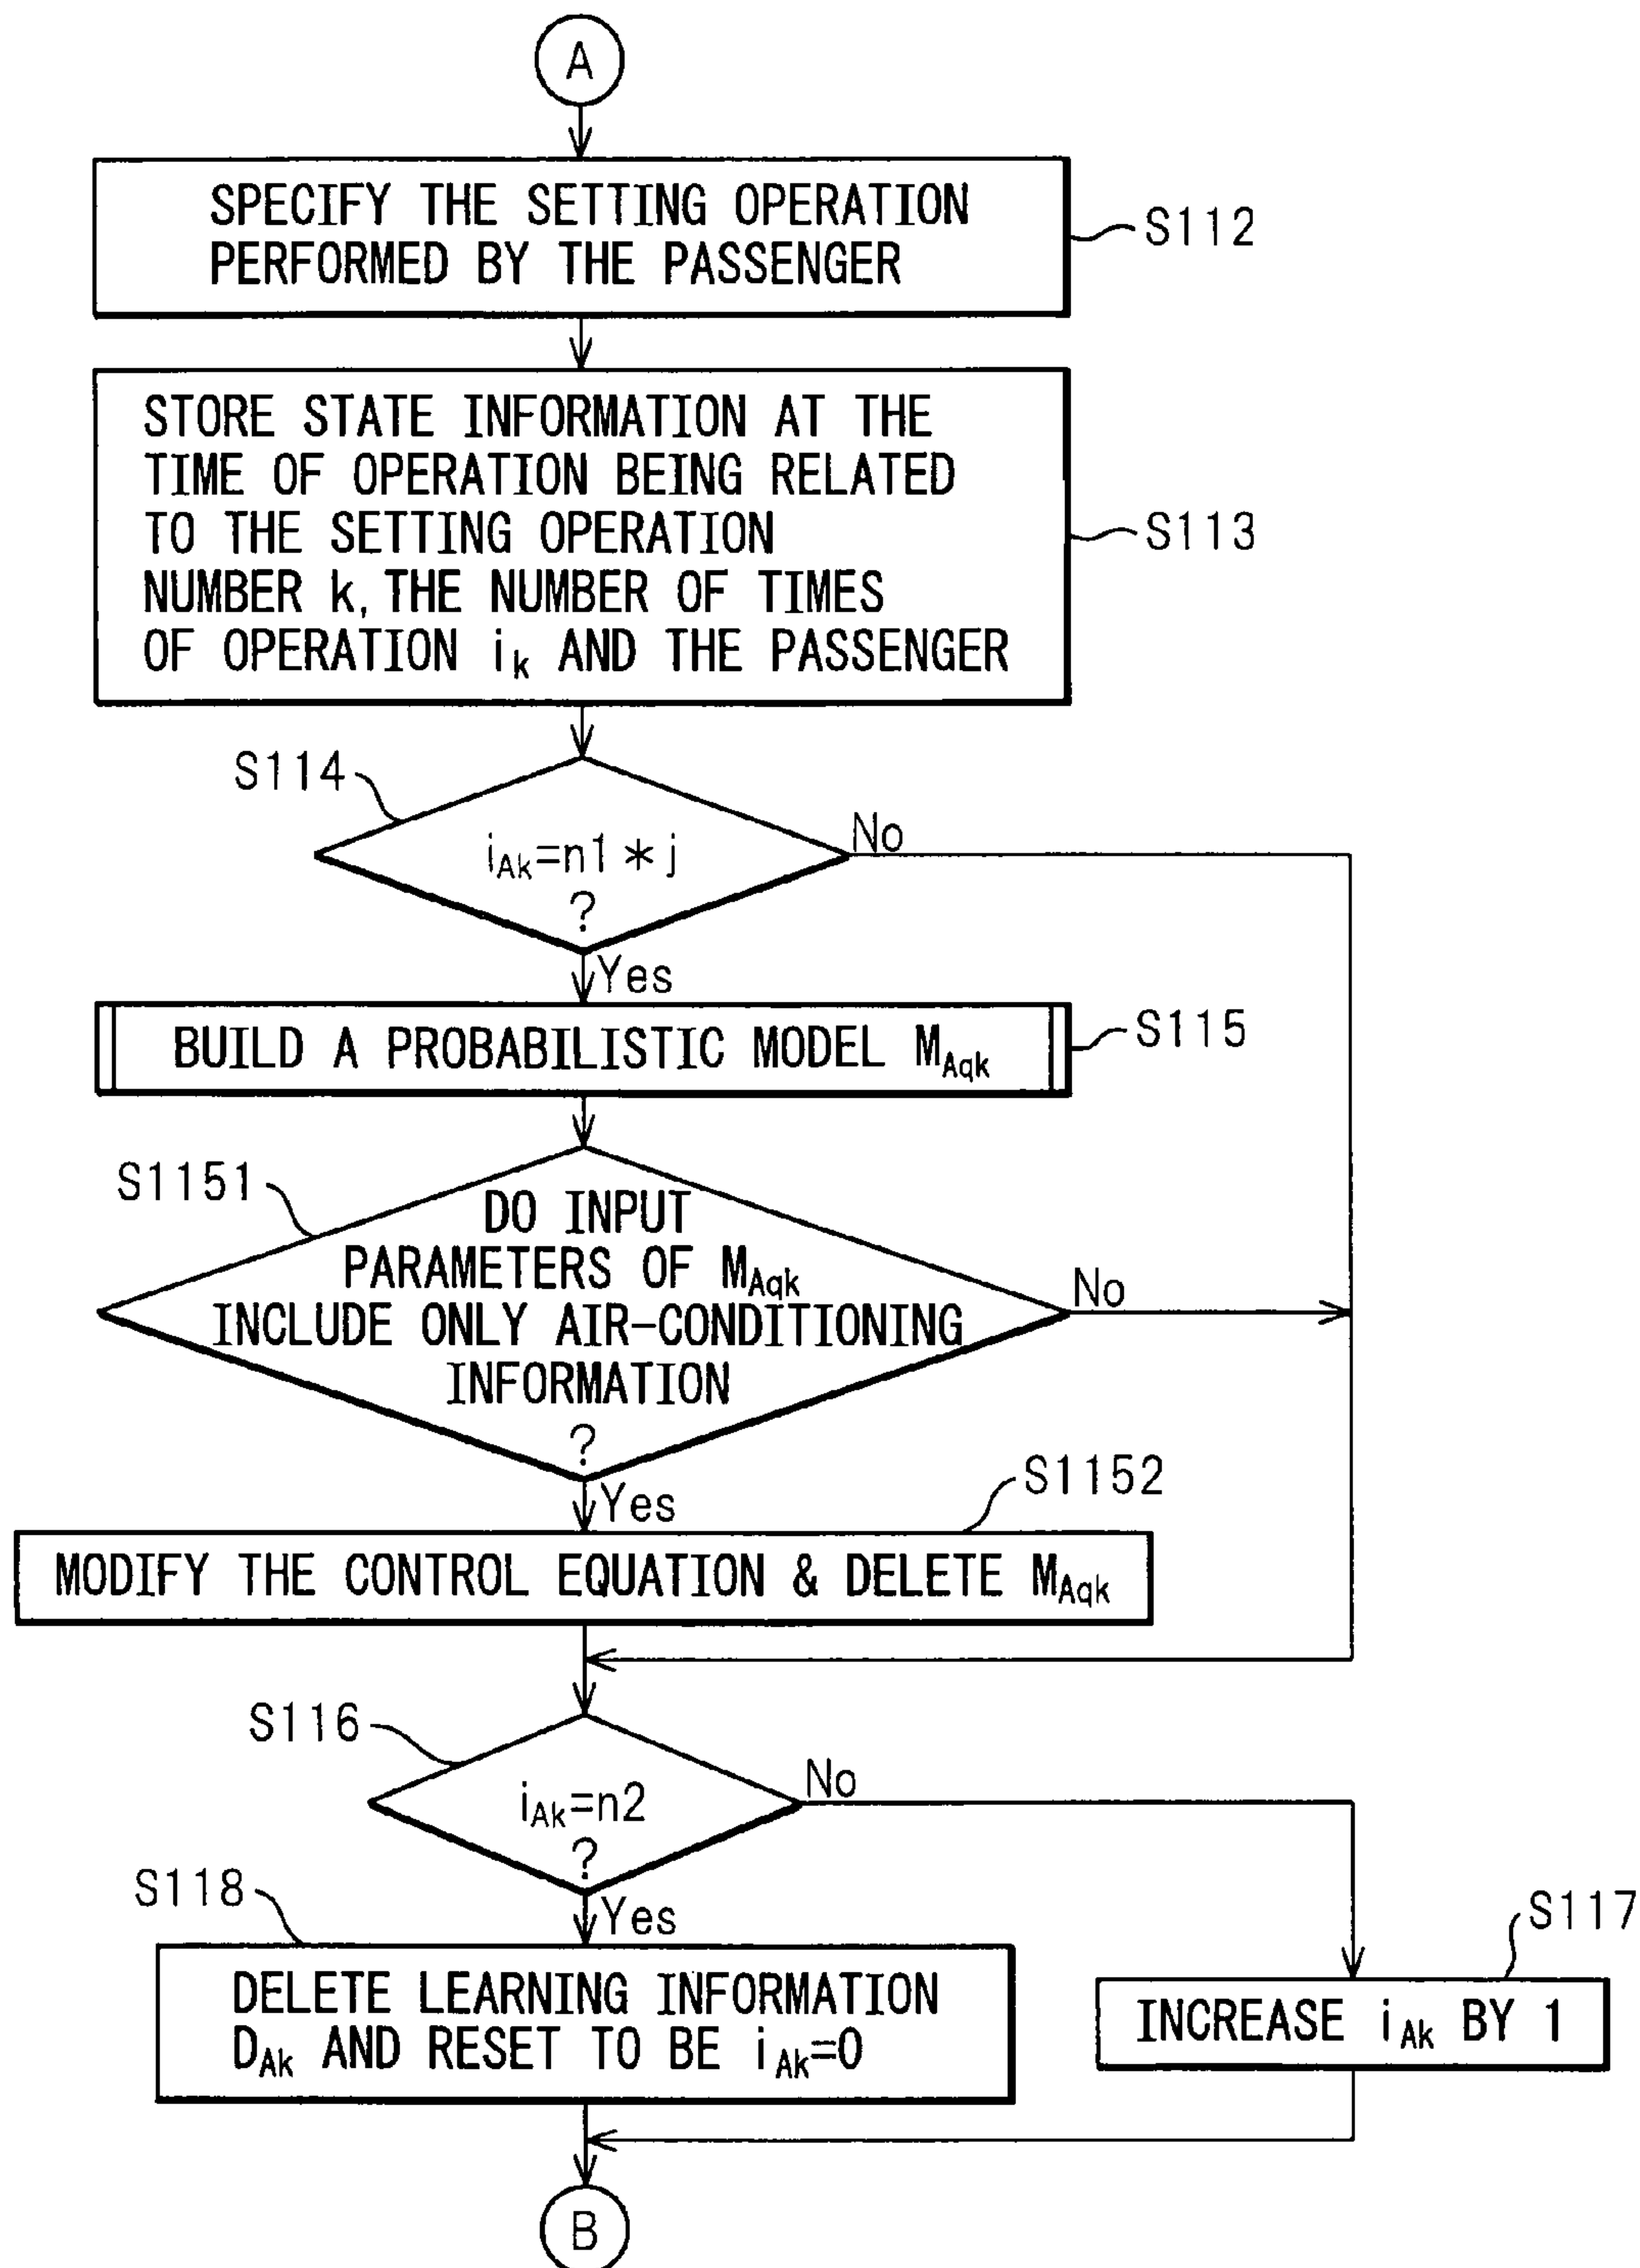 A
SPECIFY THE SETTING OPERATION
PERFORMED BY THE PASSENGER
S112
STORE STATE INFORMATION AT THE
TIME OF OPERATION BEING RELATED
TO THE SETTING OPERATION
NUMBER k, THE NUMBER OF TIMES
OF OPERATION ik AND THE PASSENGER
S113
S114
iAk=n1*j
?
No
Yes
BUILD A PROBABILISTIC MODEL MAqk
S115
S1151
DO INPUT
PARAMETERS OF MAqk
INCLUDE ONLY AIR-CONDITIONING
INFORMATION
?
No
Yes
S1152
MODIFY THE CONTROL EQUATION & DELETE MAqk
S116
iAk=n2
?
No
Yes
S118
DELETE LEARNING INFORMATION
DAk AND RESET TO BE iAk=0
S117
INCREASE iAk BY 1
B